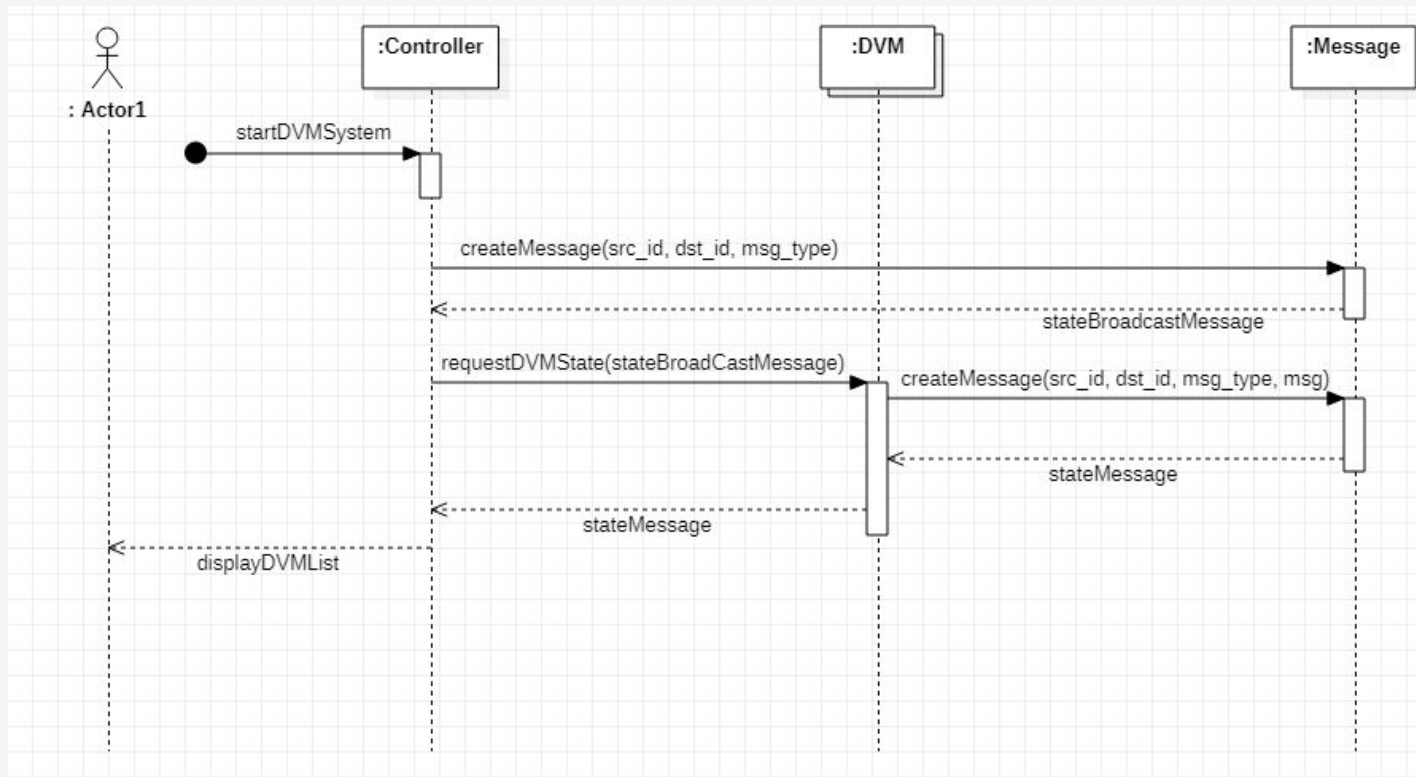 :Controller
:DVM
:Message
: Actor1
startDVMSystem
createMessage(src_id, dst_id, msg_type)
stateBroadcastMessage
requestDVMState(stateBroadCastMessage)
createMessage(src_id, dst_id, msg_type, msg)
stateMessage
stateMessage
displayDVMList